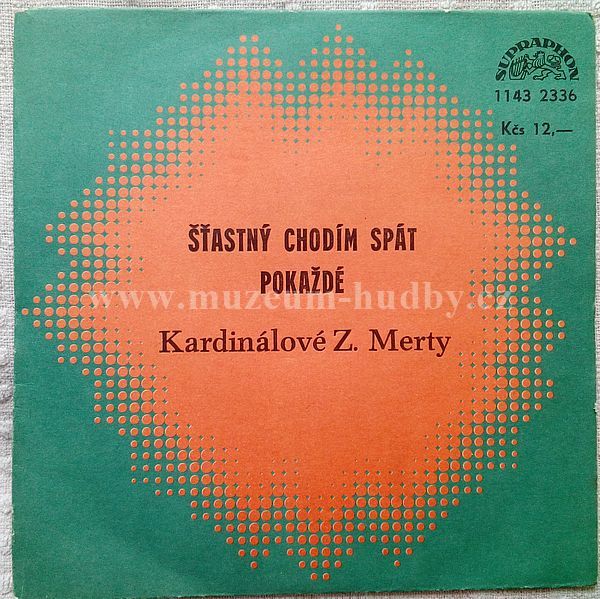 SUPRAPHON
1143 2336
Kčs 12,—
ŠŤASTNÝ CHODÍM SPÁT
POKAŽDÉ
www.muzeum-hudby.cz
Kardinálové Z. Merty